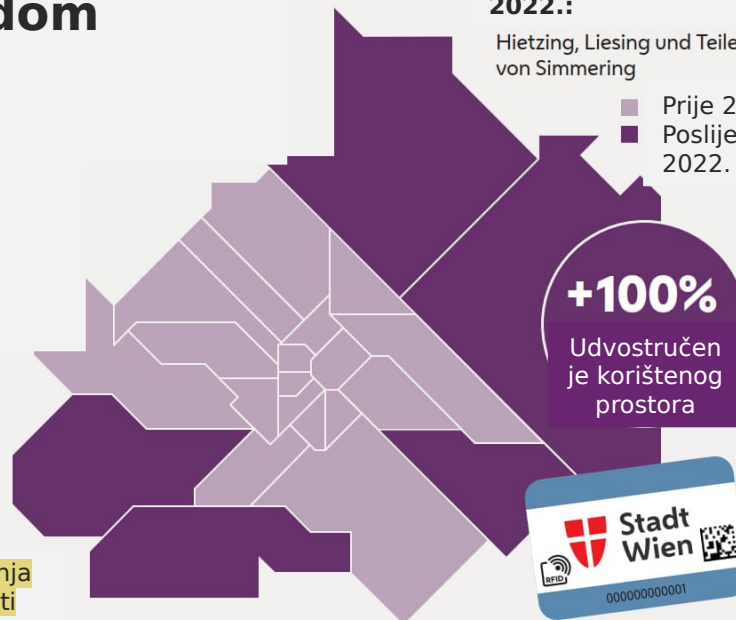 dom
2022.:
Hietzing, Liesing und Teile
von Simmering
Prije 2
Poslije
2022.
+100%
Udvostručen
je korištenog
prostora
Stadt
Wien
RFID
000000000001
nja
ti